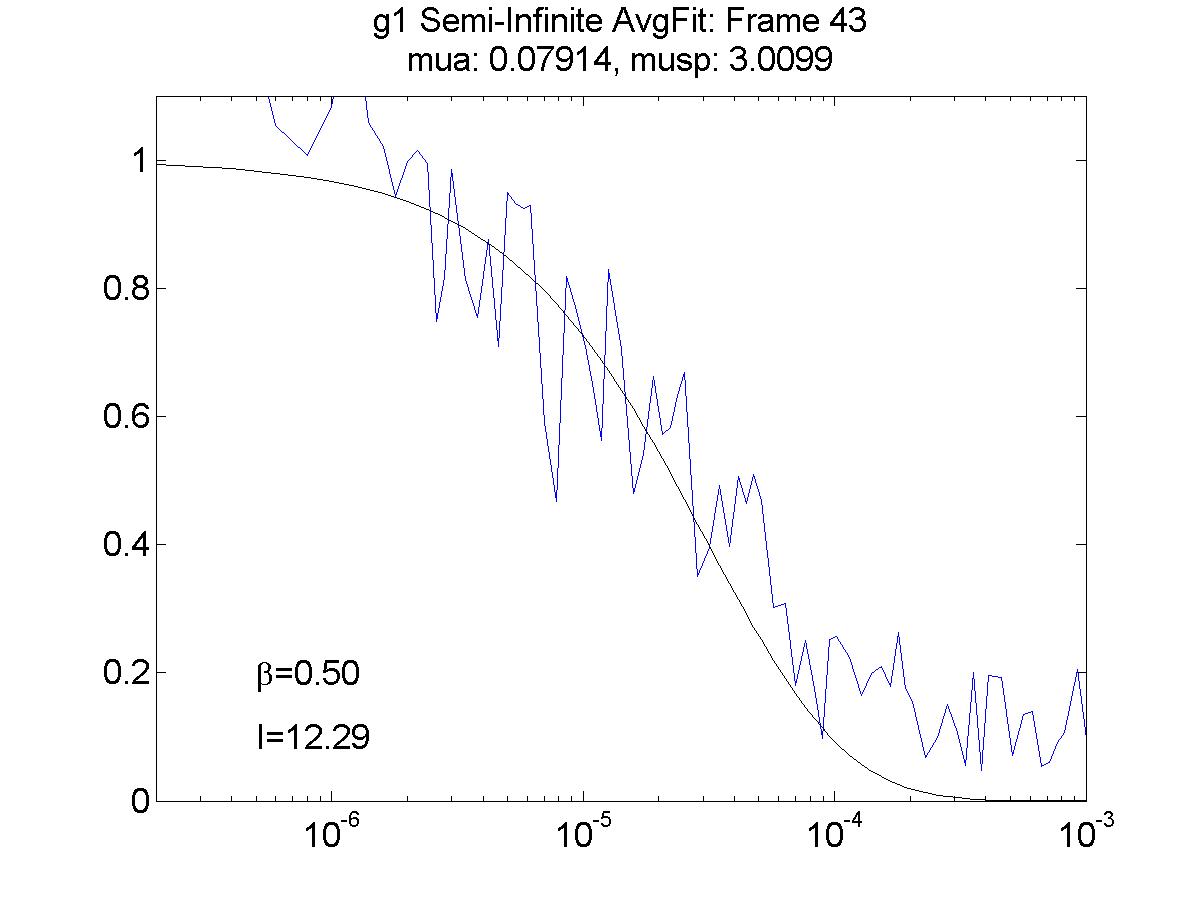 g1 Semi-Infinite AvgFit: Frame 43
mua: 0.07914, musp: 3.0099
1
0.8
0.6
0.4
0.2
0
β=0.50
I=12.29
10^-6
10^-5
10^-4
10^-3